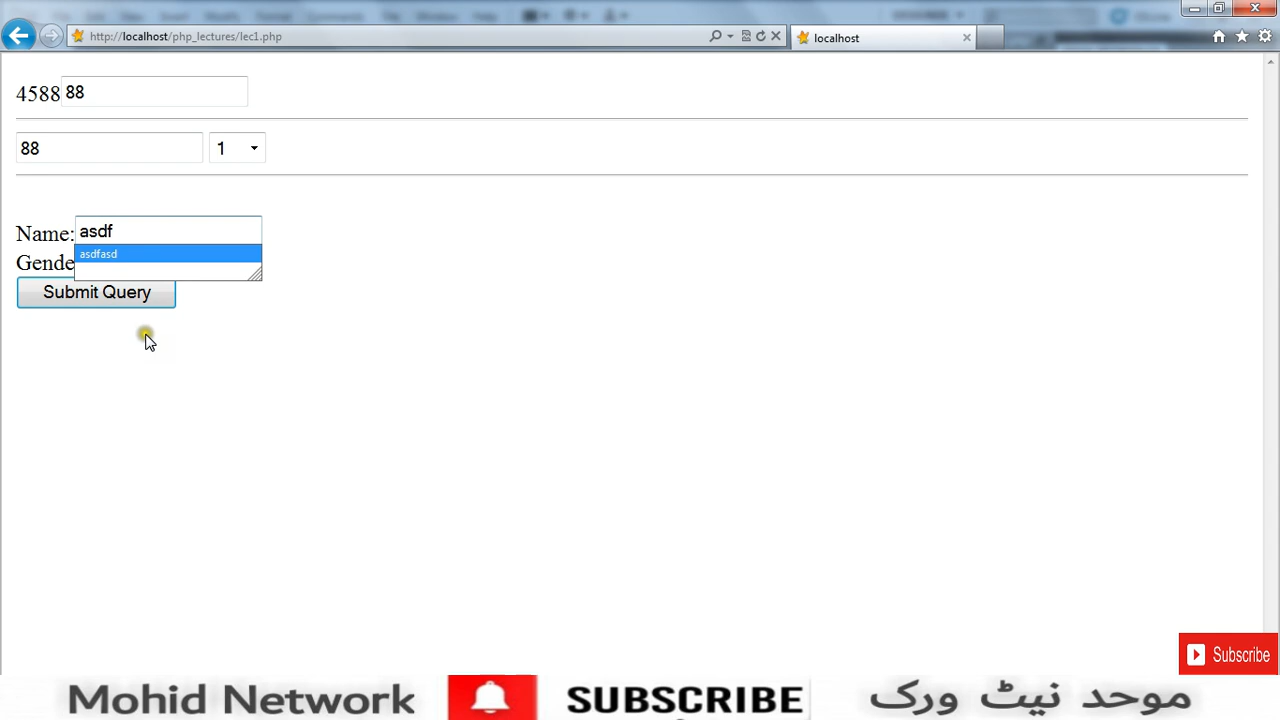 http://localhost/php_lectures/lec1.php
localhost
4588 88
88 1
Name: asdf
asdfasd
Gende
Submit Query
Subscribe
Mohid Network SUBSCRIBE موحد نیٹ ورک